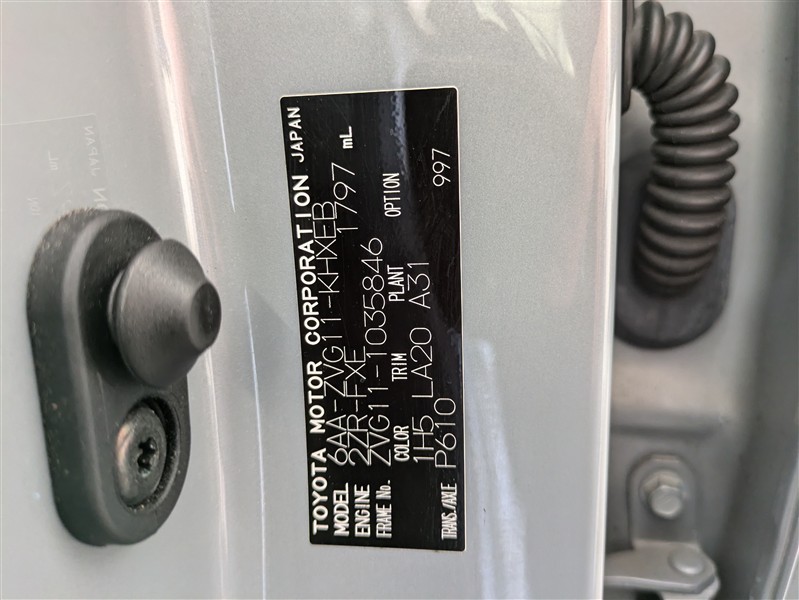 TOYOTA MOTOR CORPORATION JAPAN
MODEL 6AA-ZVG11-KHXEB
ENGINE 2ZR-FXE 1797 mL
FRAME No. ZVG11-1035846
COLOR TRIM PLANT OPTION
1H5 LA20 A31
TRANS./AXLE P610 997